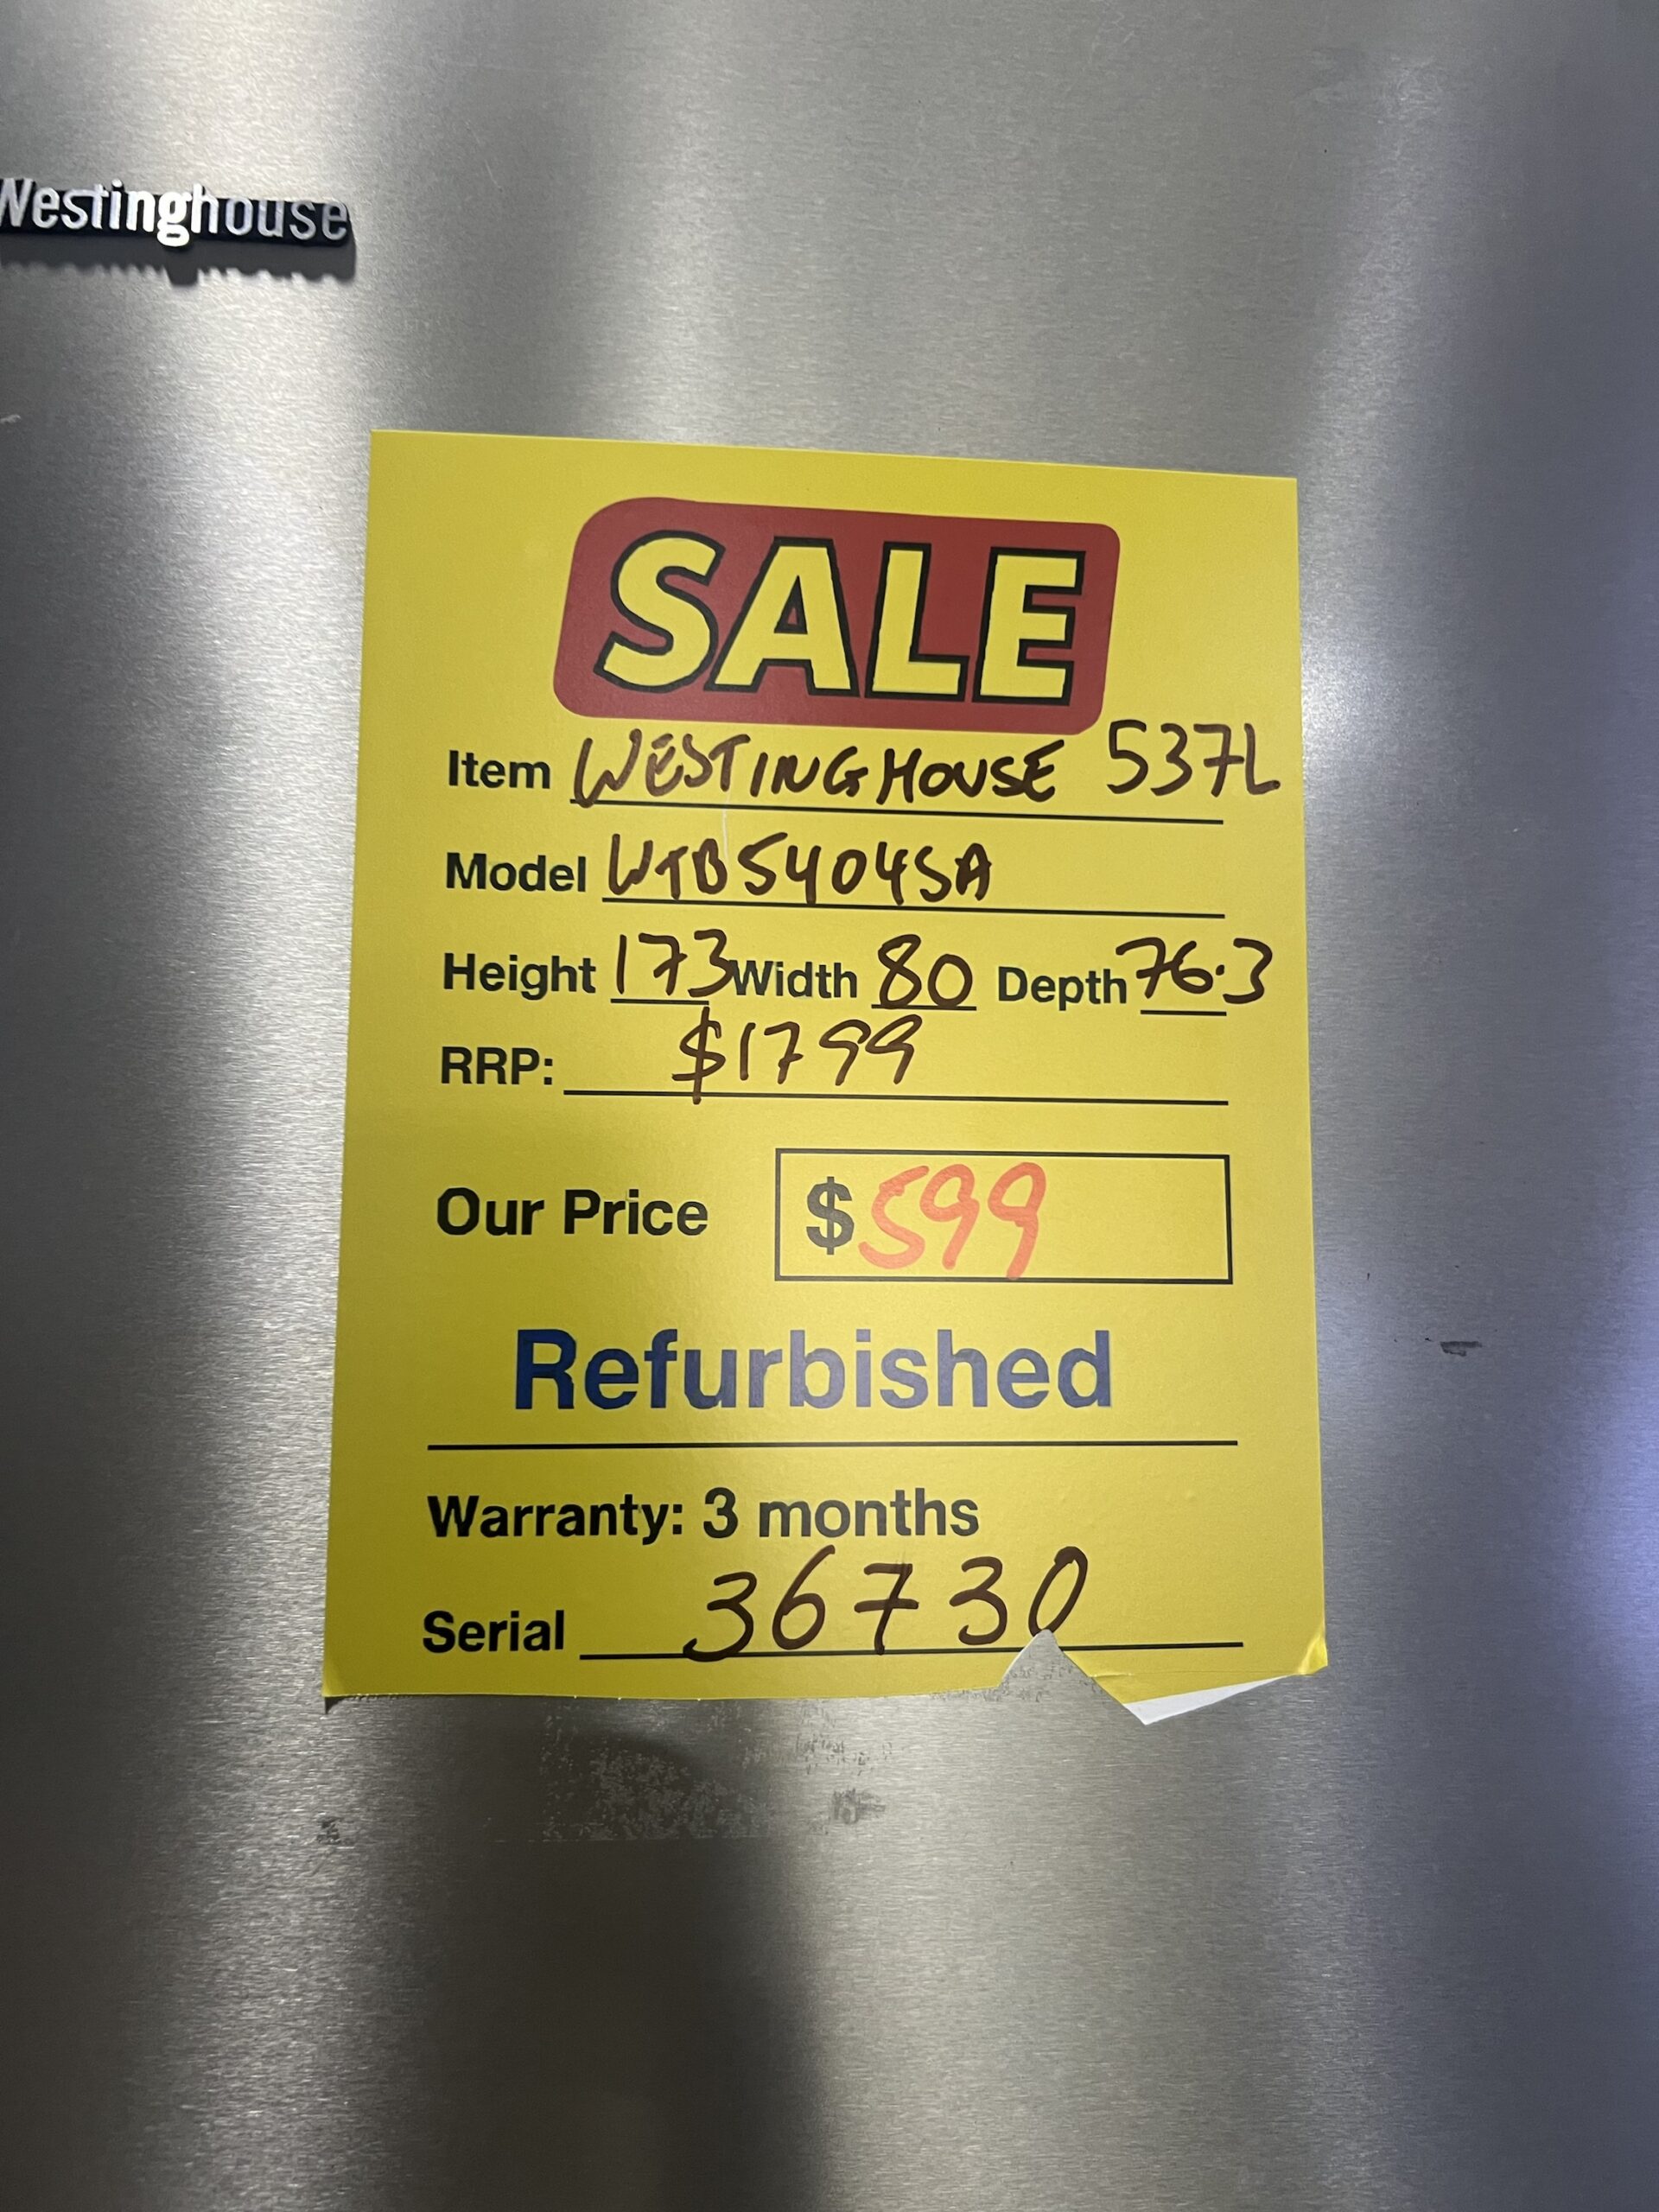 Westinghouse
SALE
Item WESTINGHOUSE 537L
Model WTB5404SA
Height 173 Width 80 Depth 76.3
RRP: $1799
Our Price $599
Refurbished
Warranty: 3 months
Serial 36730